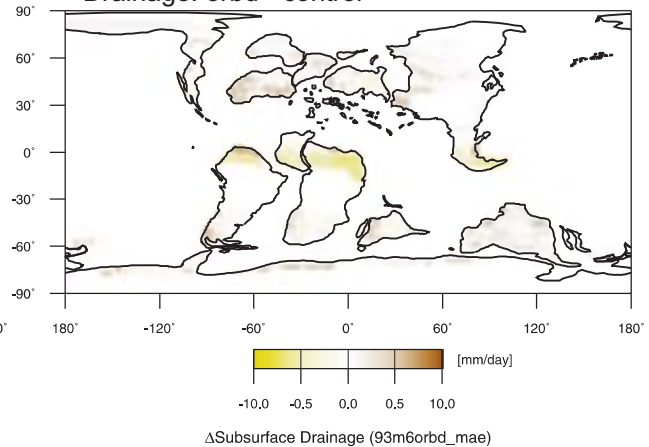 Drainage: orbd - control
90˚
60˚
30˚
0˚
-30˚
-60˚
-90˚
0˚ 180˚ -120˚ -60˚ 0˚ 60˚ 120˚ 180˚
[mm/day]
-10.0 -0.5 0.0 0.5 10.0
ΔSubsurface Drainage (93m6orbd_mae)